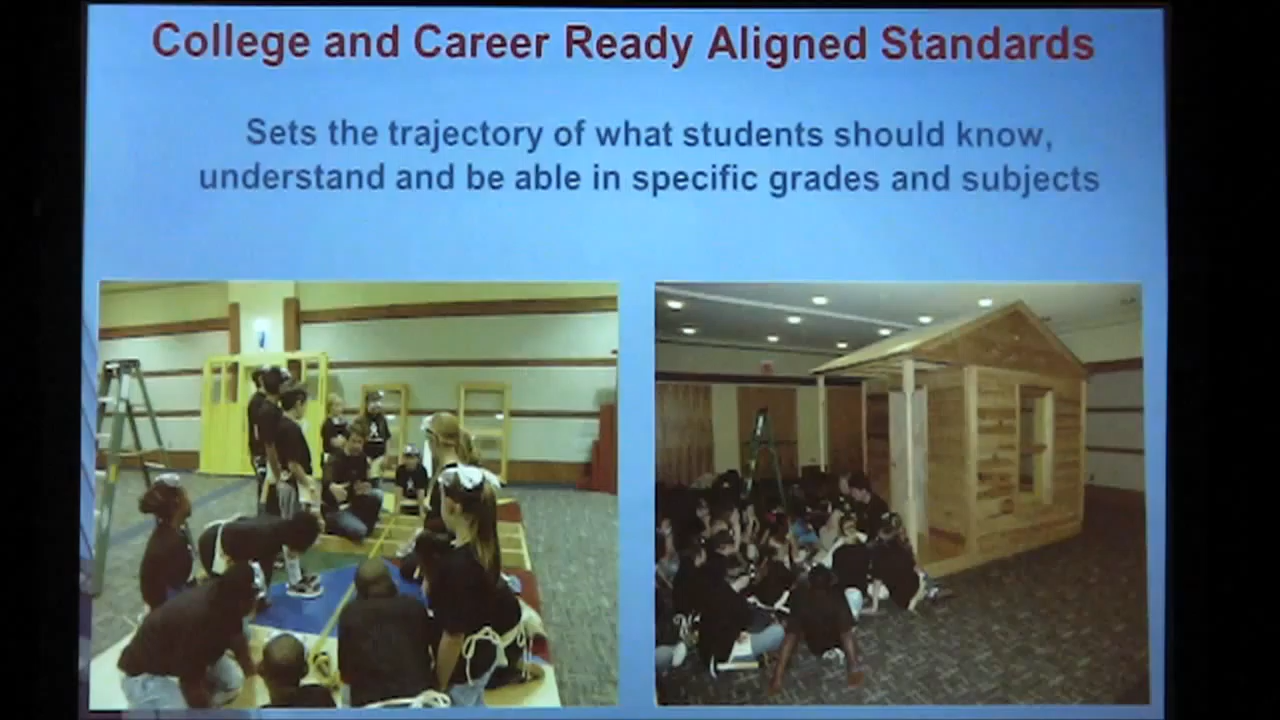 College and Career Ready Aligned Standards
Sets the trajectory of what students should know,
understand and be able in specific grades and subjects